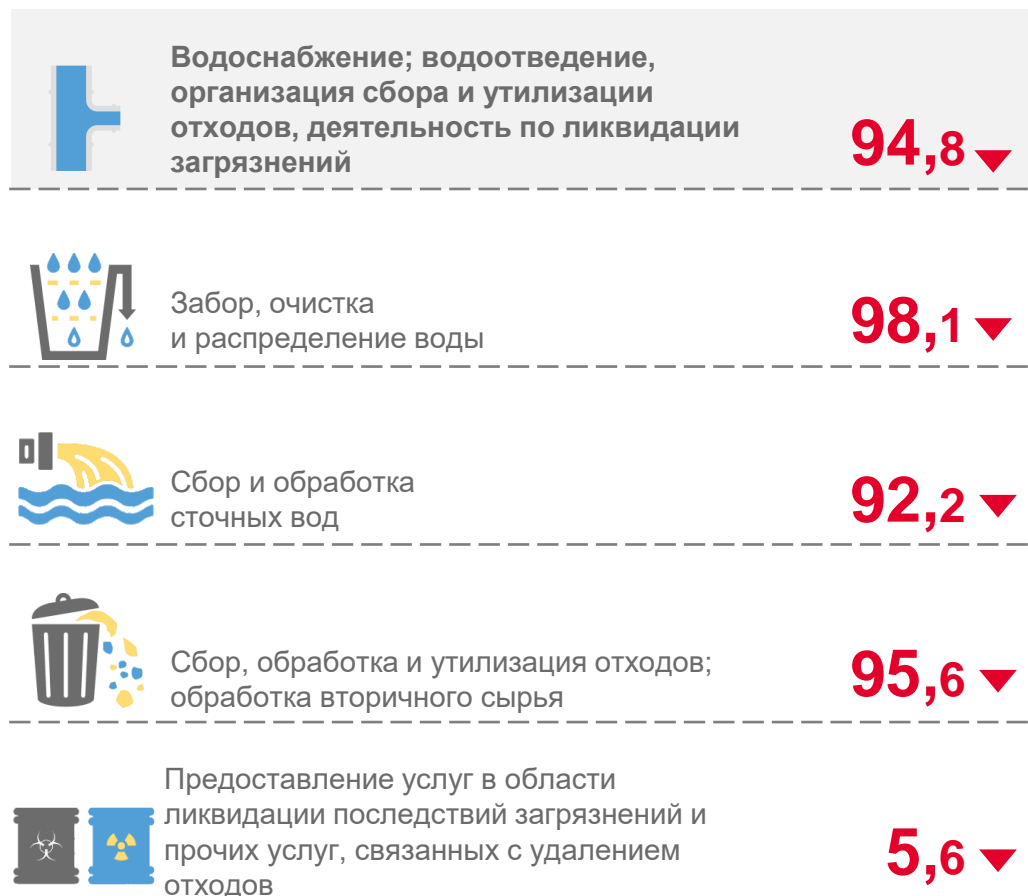 Водоснабжение; водоотведение,
организация сбора и утилизации
отходов, деятельность по ликвидации
загрязнений
94,8
Забор, очистка
и распределение воды
98,1
Сбор и обработка
сточных вод
92,2
Сбор, обработка и утилизация отходов;
обработка вторичного сырья
95,6
Предоставление услуг в области
ликвидации последствий загрязнений и
прочих услуг, связанных с удалением
отходов
5,6